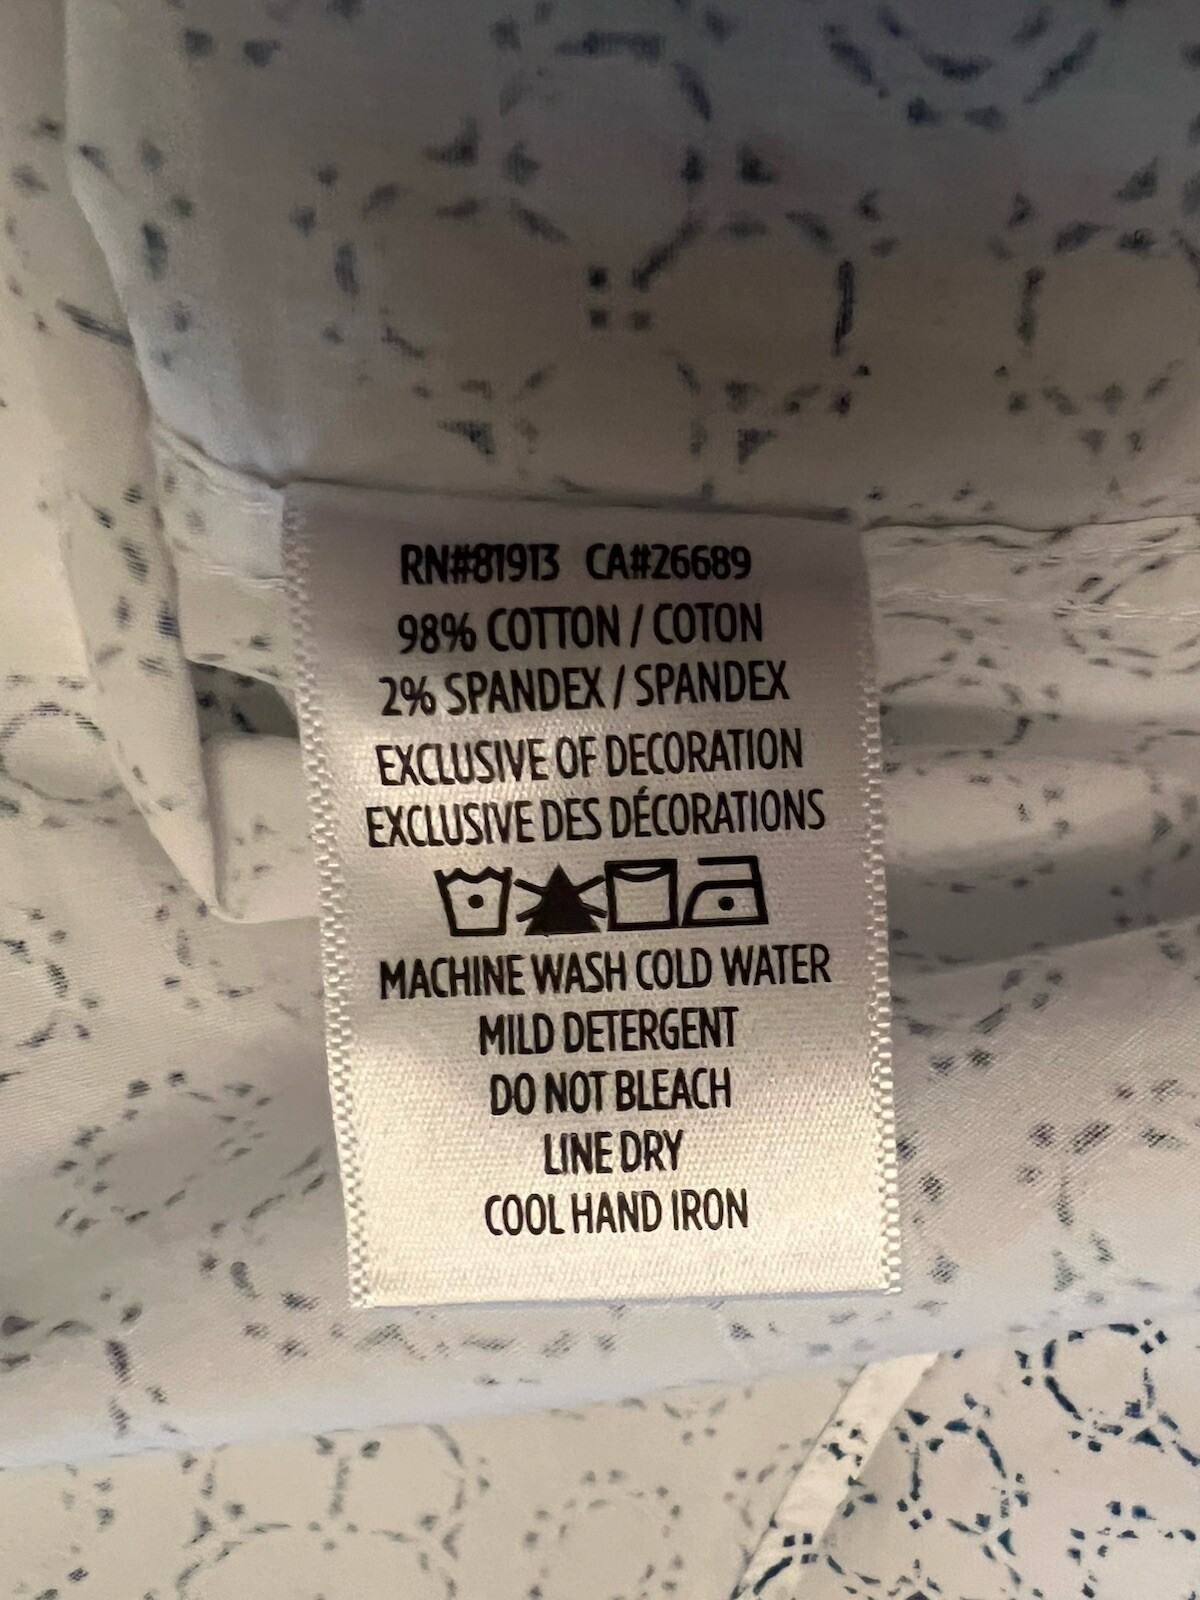 RN#81913 CA#26689
98% COTTON / COTON
2% SPANDEX / SPANDEX
EXCLUSIVE OF DECORATION
EXCLUSIVE DES DÉCORATIONS
MACHINE WASH COLD WATER
MILD DETERGENT
DO NOT BLEACH
LINE DRY
COOL HAND IRON